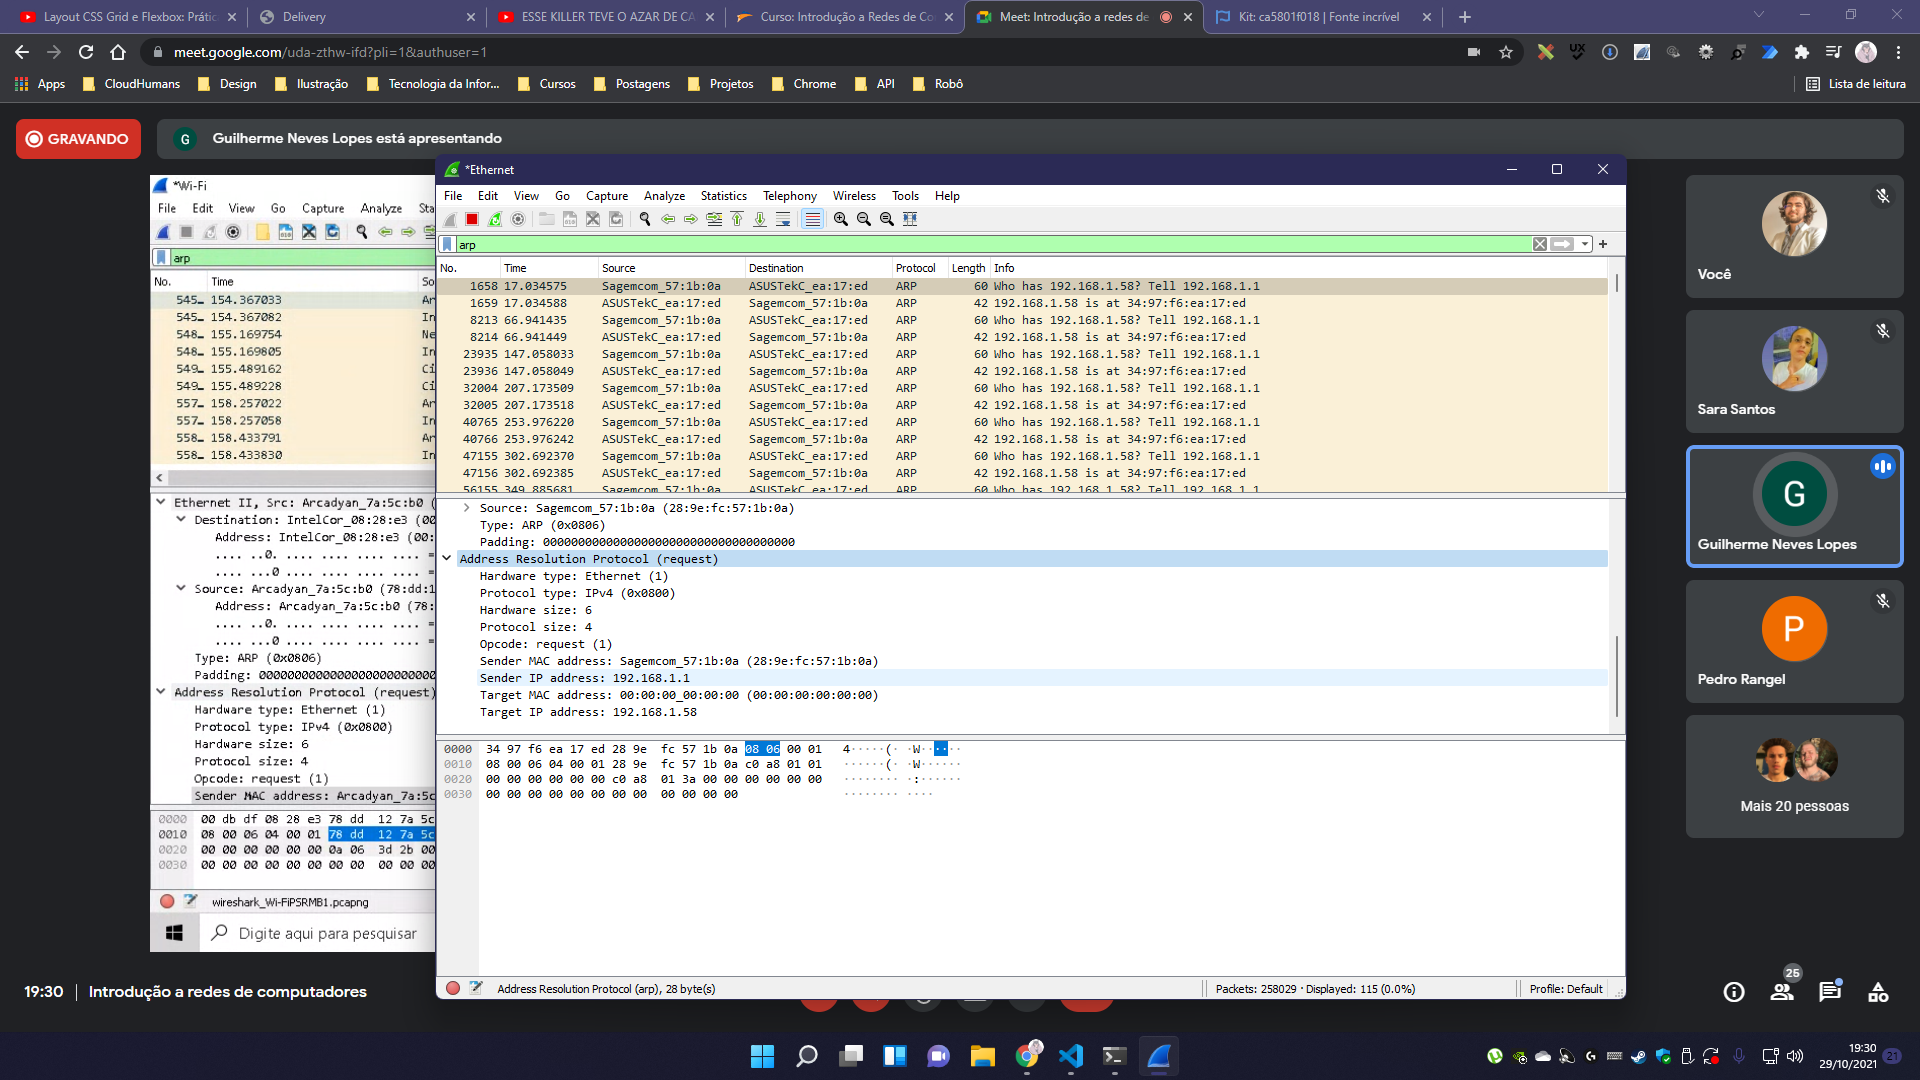 Layout CSS Grid e Flexbox: Prátic
Delivery
ESSE KILLER TEVE O AZAR DE CA
Curso: Introdução a Redes de Co
Meet: Introdução a redes de
Kit: ca5801f018 | Fonte incrível
meet.google.com/uda-zthw-ifd?pli=1&authuser=1
Apps
CloudHumans
Design
Ilustração
Tecnologia da Infor...
Cursos
Postagens
Projetos
Chrome
API
Robô
Lista de leitura
GRAVANDO
G
Guilherme Neves Lopes está apresentando
*Wi-Fi
File Edit View Go Capture Analyze Sta
arp
No. Time So
545… 154.367033 Ar
545… 154.367082 In
548… 155.169754 Ne
548… 155.169805 In
549… 155.489162 Ci
549… 155.489228 Ci
557… 158.257022 Ar
557… 158.257058 In
558… 158.433791 Ar
558… 158.433830 In
Ethernet II, Src: Arcadyan_7a:5c:b0 (
Destination: IntelCor_08:28:e3 (00
Address: IntelCor_08:28:e3 (00:
.... ..0. .... .... .... .... =
.... ...0 .... .... .... .... =
Source: Arcadyan_7a:5c:b0 (78:dd:1
Address: Arcadyan_7a:5c:b0 (78:
.... ..0. .... .... .... .... =
.... ...0 .... .... .... .... =
Type: ARP (0x0806)
Padding: 0000000000000000000000000
Address Resolution Protocol (request)
Hardware type: Ethernet (1)
Protocol type: IPv4 (0x0800)
Hardware size: 6
Protocol size: 4
Opcode: request (1)
Sender MAC address: Arcadyan_7a:5c
0000 00 db df 08 28 e3 78 dd 12 7a 5c
0010 08 00 06 04 00 01 78 dd 12 7a 5c
0020 00 00 00 00 00 00 0a 06 3d 2b 00
0030 00 00 00 00 00 00 00 00 00 00 00
wireshark_Wi-FiPSRMB1.pcapng
Digite aqui para pesquisar
*Ethernet
File Edit View Go Capture Analyze Statistics Telephony Wireless Tools Help
arp
No. Time Source Destination Protocol Length Info
1658 17.034575 Sagemcom_57:1b:0a ASUSTekC_ea:17:ed ARP 60 Who has 192.168.1.58? Tell 192.168.1.1
1659 17.034588 ASUSTekC_ea:17:ed Sagemcom_57:1b:0a ARP 42 192.168.1.58 is at 34:97:f6:ea:17:ed
8213 66.941435 Sagemcom_57:1b:0a ASUSTekC_ea:17:ed ARP 60 Who has 192.168.1.58? Tell 192.168.1.1
8214 66.941449 ASUSTekC_ea:17:ed Sagemcom_57:1b:0a ARP 42 192.168.1.58 is at 34:97:f6:ea:17:ed
23935 147.058033 Sagemcom_57:1b:0a ASUSTekC_ea:17:ed ARP 60 Who has 192.168.1.58? Tell 192.168.1.1
23936 147.058049 ASUSTekC_ea:17:ed Sagemcom_57:1b:0a ARP 42 192.168.1.58 is at 34:97:f6:ea:17:ed
32004 207.173509 Sagemcom_57:1b:0a ASUSTekC_ea:17:ed ARP 60 Who has 192.168.1.58? Tell 192.168.1.1
32005 207.173518 ASUSTekC_ea:17:ed Sagemcom_57:1b:0a ARP 42 192.168.1.58 is at 34:97:f6:ea:17:ed
40765 253.976220 Sagemcom_57:1b:0a ASUSTekC_ea:17:ed ARP 60 Who has 192.168.1.58? Tell 192.168.1.1
40766 253.976242 ASUSTekC_ea:17:ed Sagemcom_57:1b:0a ARP 42 192.168.1.58 is at 34:97:f6:ea:17:ed
47155 302.692370 Sagemcom_57:1b:0a ASUSTekC_ea:17:ed ARP 60 Who has 192.168.1.58? Tell 192.168.1.1
47156 302.692385 ASUSTekC_ea:17:ed Sagemcom_57:1b:0a ARP 42 192.168.1.58 is at 34:97:f6:ea:17:ed
56155 349.885681 Sagemcom_57:1b:0a ASUSTekC_ea:17:ed ARP 60 Who has 192.168.1.58? Tell 192.168.1.1
Source: Sagemcom_57:1b:0a (28:9e:fc:57:1b:0a)
Type: ARP (0x0806)
Padding: 000000000000000000000000000000000000
Address Resolution Protocol (request)
Hardware type: Ethernet (1)
Protocol type: IPv4 (0x0800)
Hardware size: 6
Protocol size: 4
Opcode: request (1)
Sender MAC address: Sagemcom_57:1b:0a (28:9e:fc:57:1b:0a)
Sender IP address: 192.168.1.1
Target MAC address: 00:00:00_00:00:00 (00:00:00:00:00:00)
Target IP address: 192.168.1.58
0000 34 97 f6 ea 17 ed 28 9e fc 57 1b 0a 08 06 00 01 4·····(· ·W······
0010 08 00 06 04 00 01 28 9e fc 57 1b 0a c0 a8 01 01 ······(· ·W······
0020 00 00 00 00 00 00 c0 a8 01 3a 00 00 00 00 00 00 ········ ·:······
0030 00 00 00 00 00 00 00 00 00 00 00 00 ········ ····
Address Resolution Protocol (arp), 28 byte(s)
Packets: 258029 · Displayed: 115 (0.0%)
Profile: Default
Você
Sara Santos
G
Guilherme Neves Lopes
P
Pedro Rangel
Mais 20 pessoas
19:30 | Introdução a redes de computadores
25
19:30
29/10/2021
21